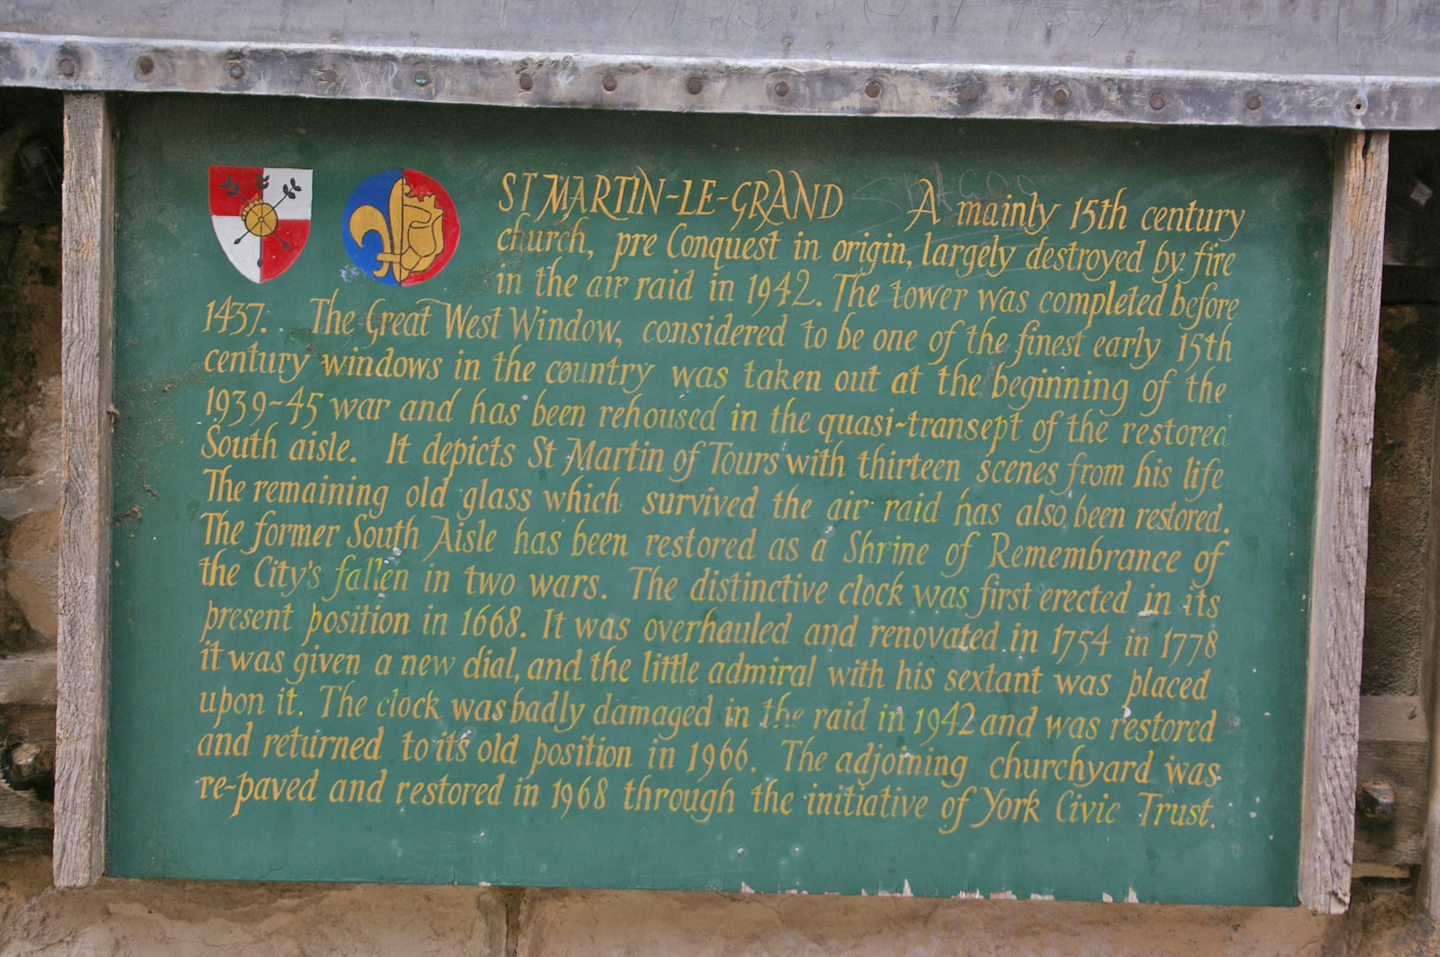 ST MARTIN-LE-GRAND A mainly 15th century
church, pre Conquest in origin, largely destroyed by fire
in the air raid in 1942. The tower was completed before
1437. The Great West Window, considered to be one of the finest early 15th
century windows in the country was taken out at the beginning of the
1939-45 war and has been rehoused in the quasi-transept of the restored
South aisle. It depicts St Martin of Tours with thirteen scenes from his life
The remaining old glass which survived the air raid has also been restored.
The former South Aisle has been restored as a Shrine of Remembrance of
the City's fallen in two wars. The distinctive clock was first erected in its
present position in 1668. It was overhauled and renovated in 1754 in 1778
it was given a new dial, and the little admiral with his sextant was placed
upon it. The clock was badly damaged in the raid in 1942 and was restored
and returned to its old position in 1966. The adjoining churchyard was
re-paved and restored in 1968 through the initiative of York Civic Trust.